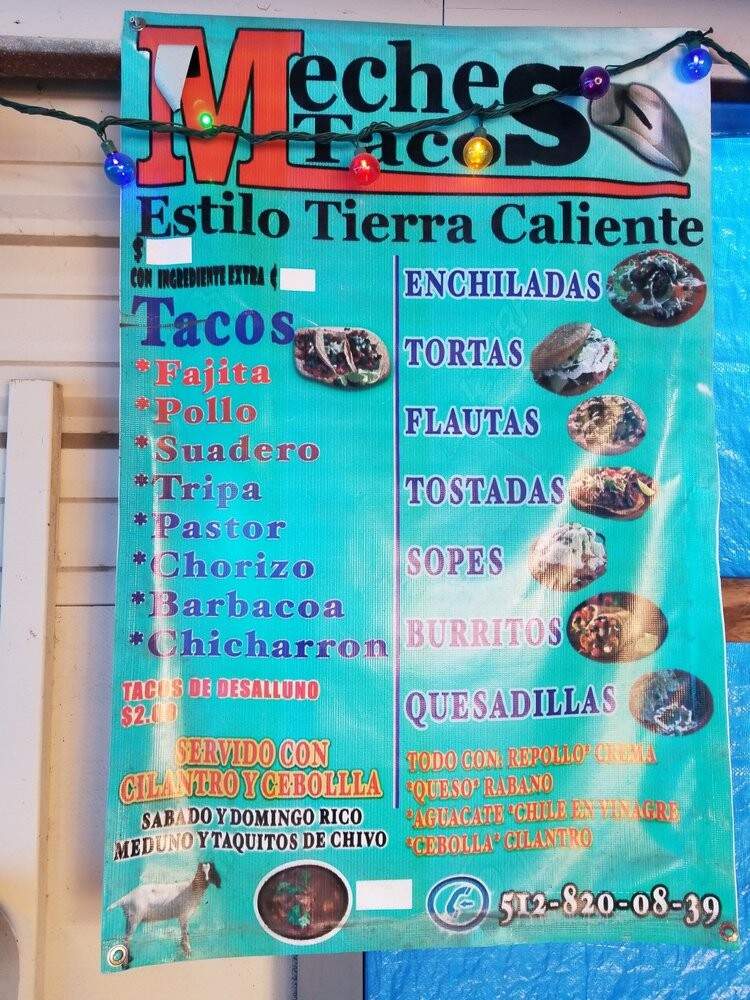 Meches
Tacos
Estilo Tierra Caliente
$
CON INGREDIENTE EXTRA ¢
Tacos
*Fajita
*Pollo
*Suadero
*Tripa
*Pastor
*Chorizo
*Barbacoa
*Chicharron
TACOS DE DESALLUNO
$2.00
SERVIDO CON
CILANTRO Y CEBOLLLA
SABADO Y DOMINGO RICO
MEDUNO Y TAQUITOS DE CHIVO
ENCHILADAS
TORTAS
FLAUTAS
TOSTADAS
SOPES
BURRITOS
QUESADILLAS
TODO CON: REPOLLO* CREMA
*QUESO* RABANO
*AGUACATE *CHILE EN VINAGRE
*CEBOLLA* CILANTRO
512-820-08-39